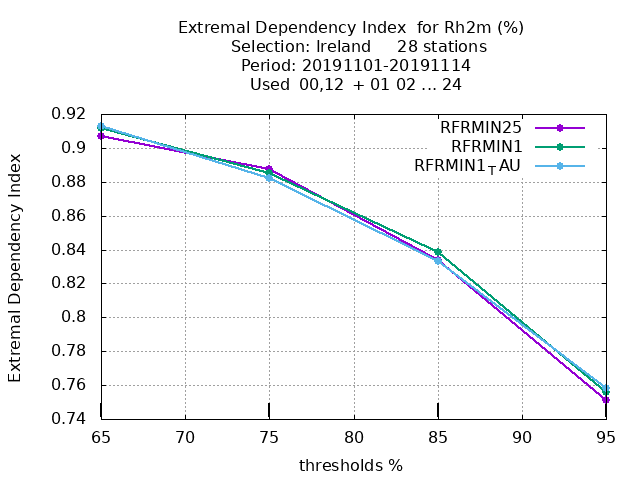 Extremal Dependency Index  for Rh2m (%)
Selection: Ireland     28 stations
Period: 20191101-20191114
Used  00,12  + 01 02 ... 24
RFRMIN25
RFRMIN1
RFRMIN1TAU
Extremal Dependency Index
0.92
0.9
0.88
0.86
0.84
0.82
0.8
0.78
0.76
0.74
65 70 75 80 85 90 95
thresholds %